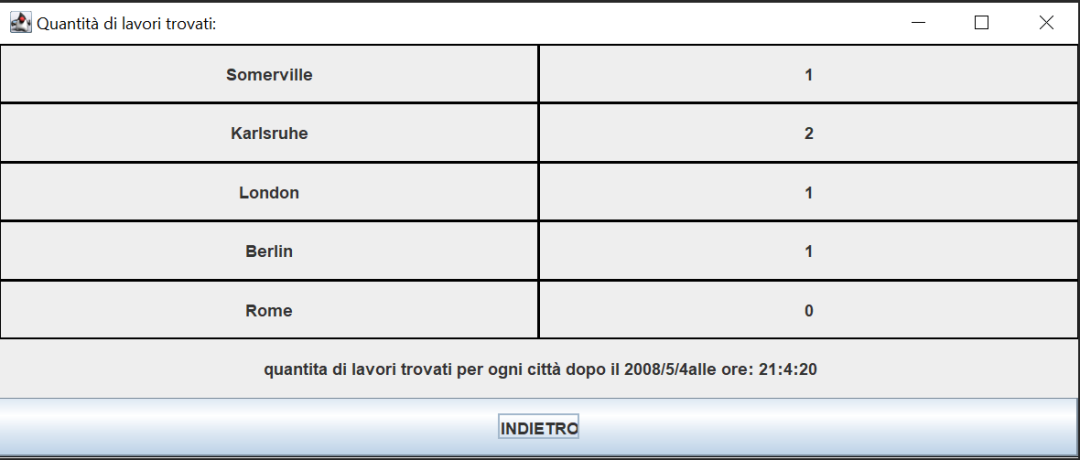 Quantità di lavori trovati:
Somerville 1
Karlsruhe 2
London 1
Berlin 1
Rome 0
quantita di lavori trovati per ogni città dopo il 2008/5/4alle ore: 21:4:20
INDIETRO